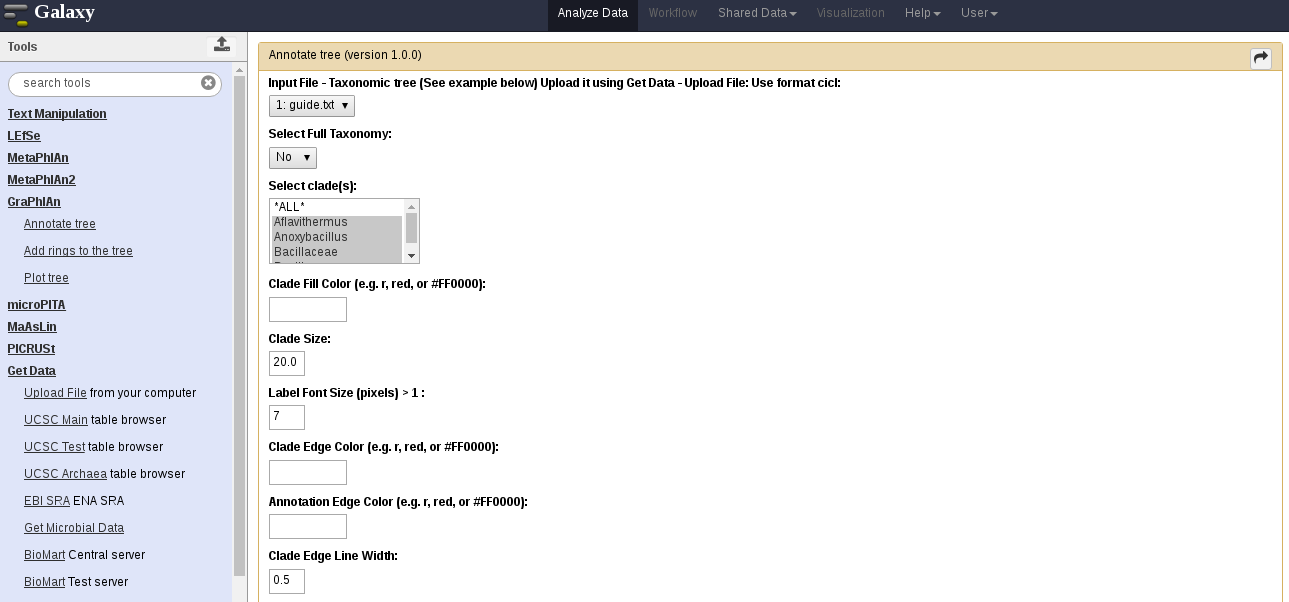 Galaxy
Analyze Data Workflow Shared Data Visualization Help User
Tools
search tools
Text Manipulation
LEfSe
MetaPhlAn
MetaPhlAn2
GraPhlAn
Annotate tree
Add rings to the tree
Plot tree
microPITA
MaAsLin
PICRUSt
Get Data
Upload File from your computer
UCSC Main table browser
UCSC Test table browser
UCSC Archaea table browser
EBI SRA ENA SRA
Get Microbial Data
BioMart Central server
BioMart Test server
Annotate tree (version 1.0.0)
Input File - Taxonomic tree (See example below) Upload it using Get Data - Upload File: Use format cicl:
1: guide.txt
Select Full Taxonomy:
No
Select clade(s):
*ALL*
Aflavithermus
Anoxybacillus
Bacillaceae
Clade Fill Color (e.g. r, red, or #FF0000):
Clade Size:
20.0
Label Font Size (pixels) > 1 :
7
Clade Edge Color (e.g. r, red, or #FF0000):
Annotation Edge Color (e.g. r, red, or #FF0000):
Clade Edge Line Width:
0.5